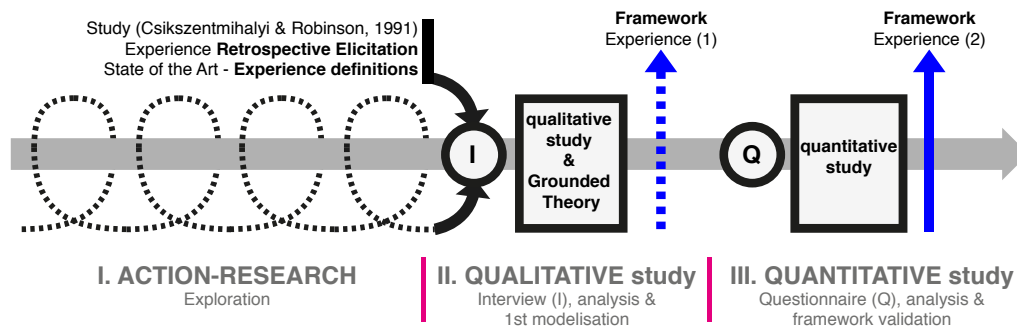 Study (Csikszentmihalyi & Robinson, 1991)
Experience Retrospective Elicitation
State of the Art - Experience definitions
Framework
Experience (1)
Framework
Experience (2)
I
qualitative
study
&
Grounded
Theory
Q
quantitative
study
I. ACTION-RESEARCH
Exploration
II. QUALITATIVE study
Interview (I), analysis &
1st modelisation
III. QUANTITATIVE study
Questionnaire (Q), analysis &
framework validation